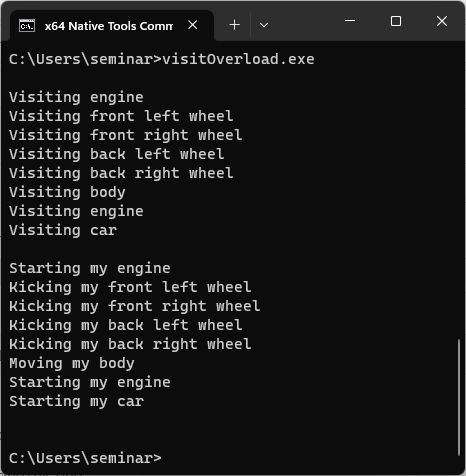 x64 Native Tools Comm
C:\Users\seminar>visitOverload.exe
Visiting engine
Visiting front left wheel
Visiting front right wheel
Visiting back left wheel
Visiting back right wheel
Visiting body
Visiting engine
Visiting car
Starting my engine
Kicking my front left wheel
Kicking my front right wheel
Kicking my back left wheel
Kicking my back right wheel
Moving my body
Starting my engine
Starting my car
C:\Users\seminar>